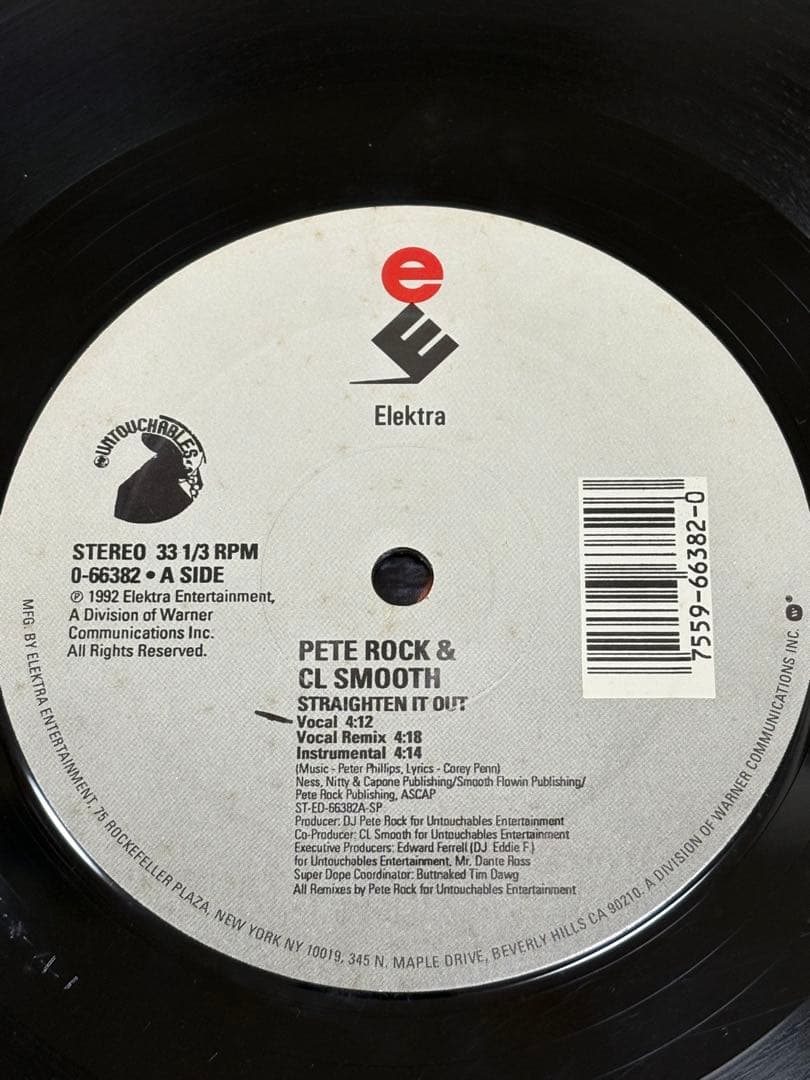 e
E
Elektra
UNTOUCHABLES
STEREO 33 1/3 RPM
0-66382 • A SIDE
℗ 1992 Elektra Entertainment,
A Division of Warner
Communications Inc.
All Rights Reserved.
7559-66382-0
PETE ROCK &
CL SMOOTH
STRAIGHTEN IT OUT
Vocal 4:12
Vocal Remix 4:18
Instrumental 4:14
(Music - Peter Phillips, Lyrics - Corey Penn)
Ness, Nitty & Capone Publishing/Smooth Flowin Publishing/
Pete Rock Publishing, ASCAP
ST-ED-66382A-SP
Producer: DJ Pete Rock for Untouchables Entertainment
Co-Producer: CL Smooth for Untouchables Entertainment
Executive Producers: Edward Ferrell (DJ Eddie F.)
for Untouchables Entertainment, Mr. Dante Ross
Super Dope Coordinator: Buttnaked Tim Dawg
All Remixes by Pete Rock for Untouchables Entertainment
MFG. BY ELEKTRA ENTERTAINMENT, 75 ROCKEFELLER PLAZA, NEW YORK NY 10019, 345 N. MAPLE DRIVE, BEVERLY HILLS CA 90210. A DIVISION OF WARNER COMMUNICATIONS INC. W®